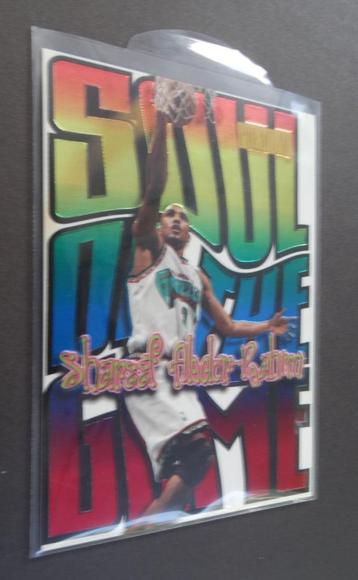 SOUL
OF THE
Shareef Abdur-Rahim
GAME